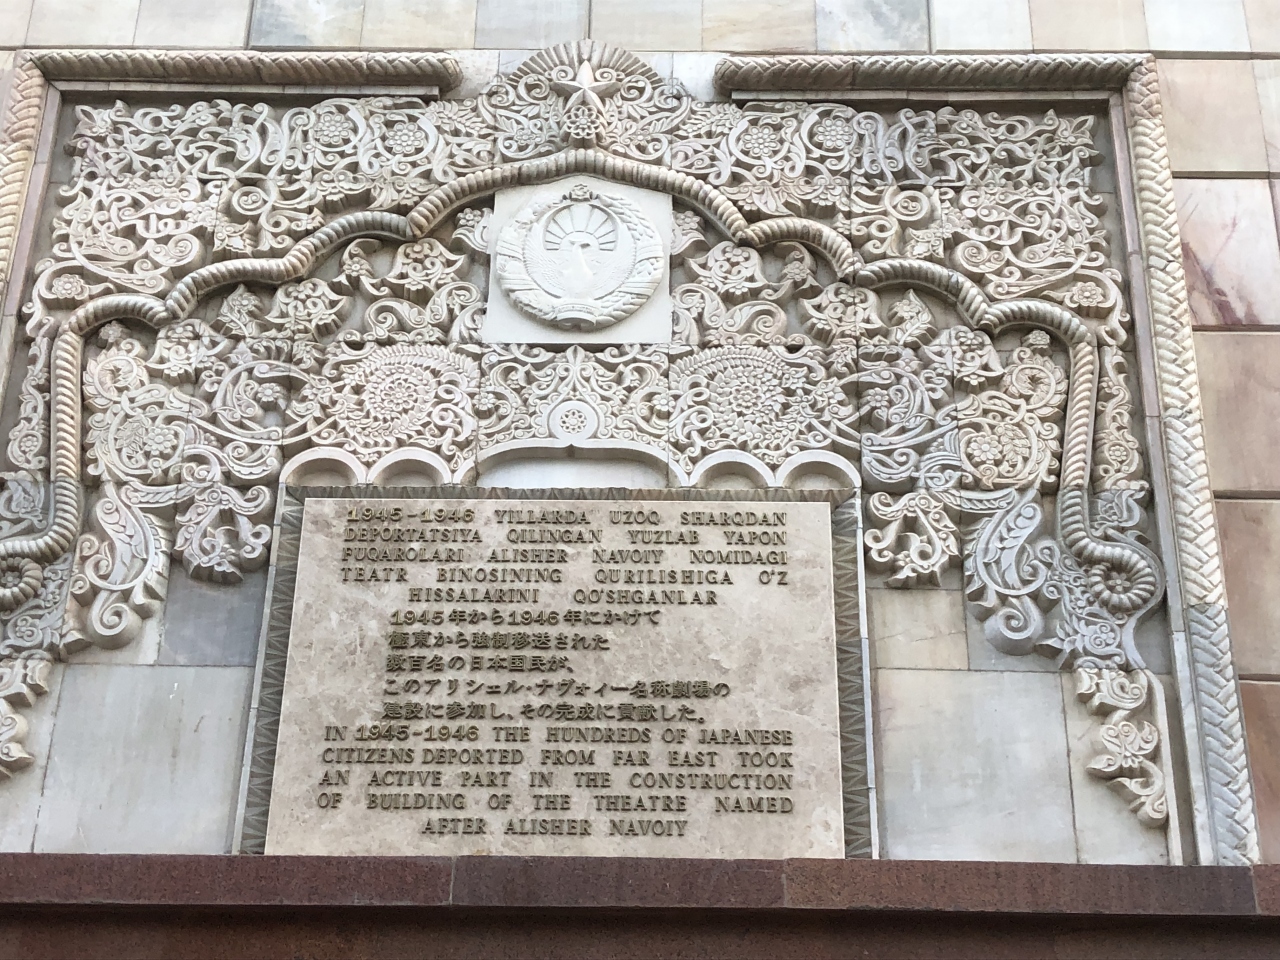 1945-1946 YILLARDA UZOQ SHARQDAN
DEPORTATSIYA QILINGAN YUZLAB YAPON
FUQAROLARI ALISHER NAVOIY NOMIDAGI
TEATR BINOSINING QURILISHIGA O'Z
HISSALARINI QO'SHGANLAR
1945年から1946年にかけて
極東から強制移送された
数百名の日本国民が、
このアリシェル・ナヴォイー名称劇場の
建設に参加し、その完成に貢献した。
IN 1945-1946 THE HUNDREDS OF JAPANESE
CITIZENS DEPORTED FROM FAR EAST TOOK
AN ACTIVE PART IN THE CONSTRUCTION
OF BUILDING OF THE THEATRE NAMED
AFTER ALISHER NAVOIY